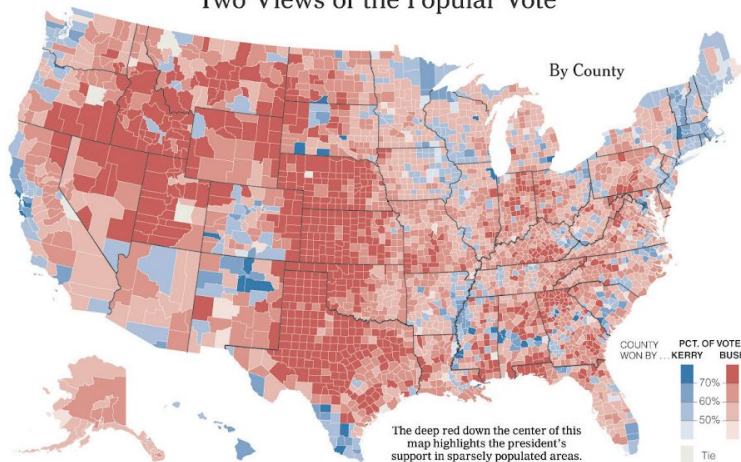 Two Views of the Popular Vote
By County
COUNTY
WON BY ...
PCT. OF VOTE
KERRY BUSH
70%
60%
50%
Tie
The deep red down the center of this
map highlights the president's
support in sparsely populated areas.